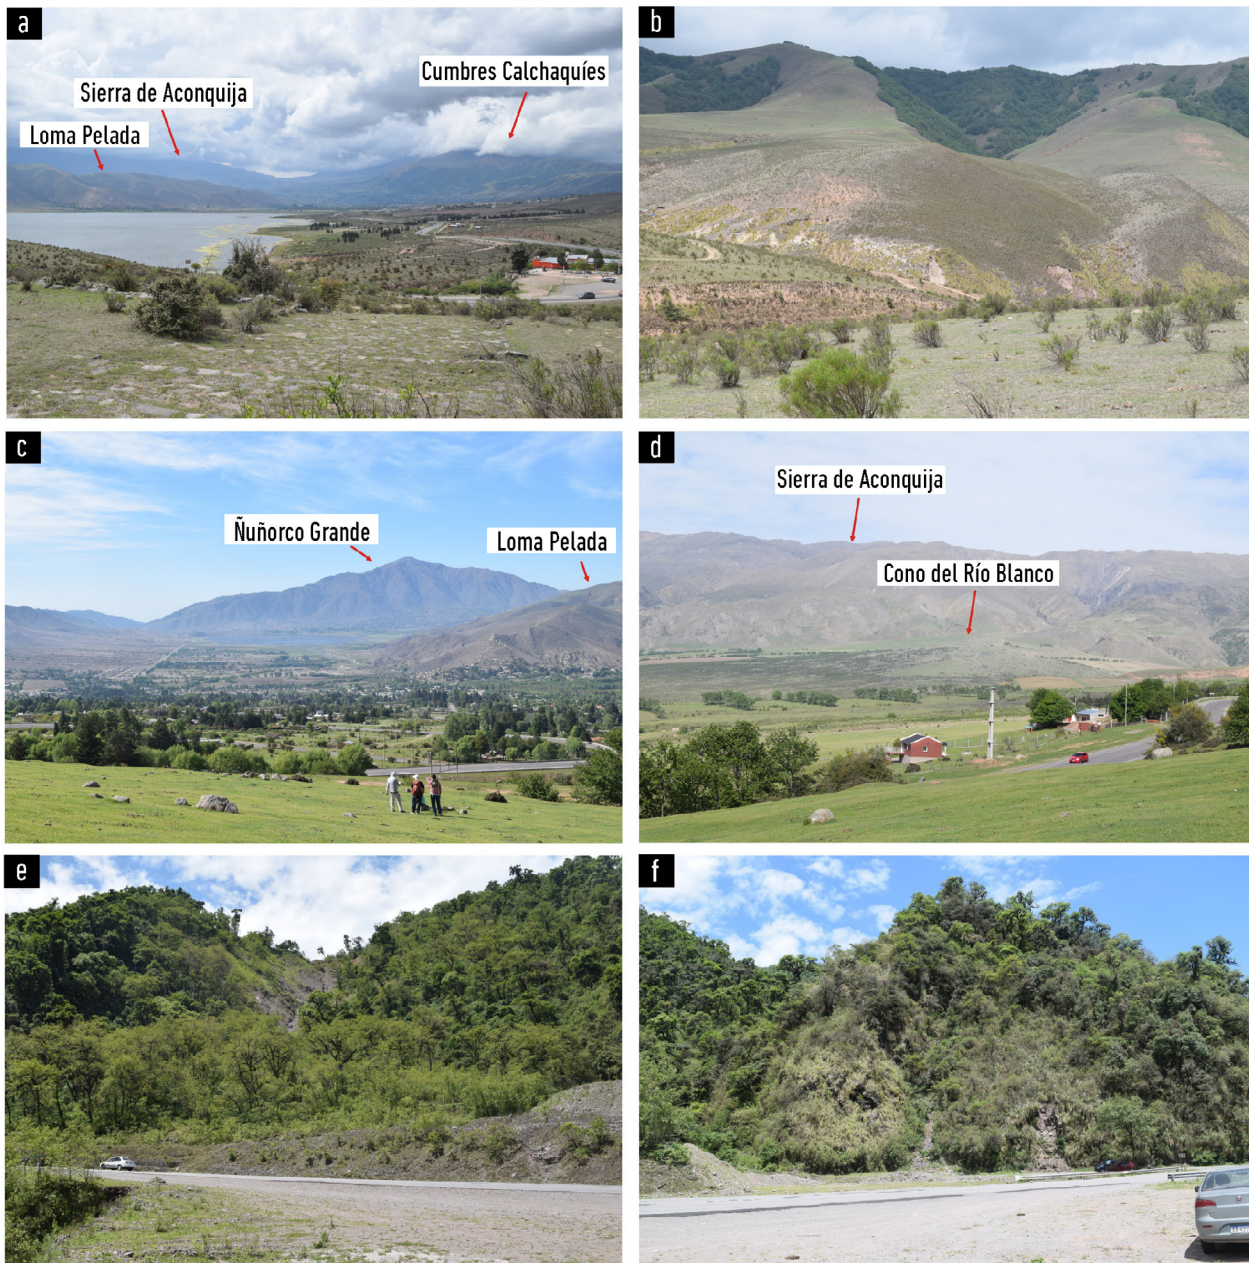 a
Sierra de Aconquija
Cumbres Calchaquíes
Loma Pelada
b
c
Ñuñorco Grande
Loma Pelada
d
Sierra de Aconquija
Cono del Río Blanco
e
f